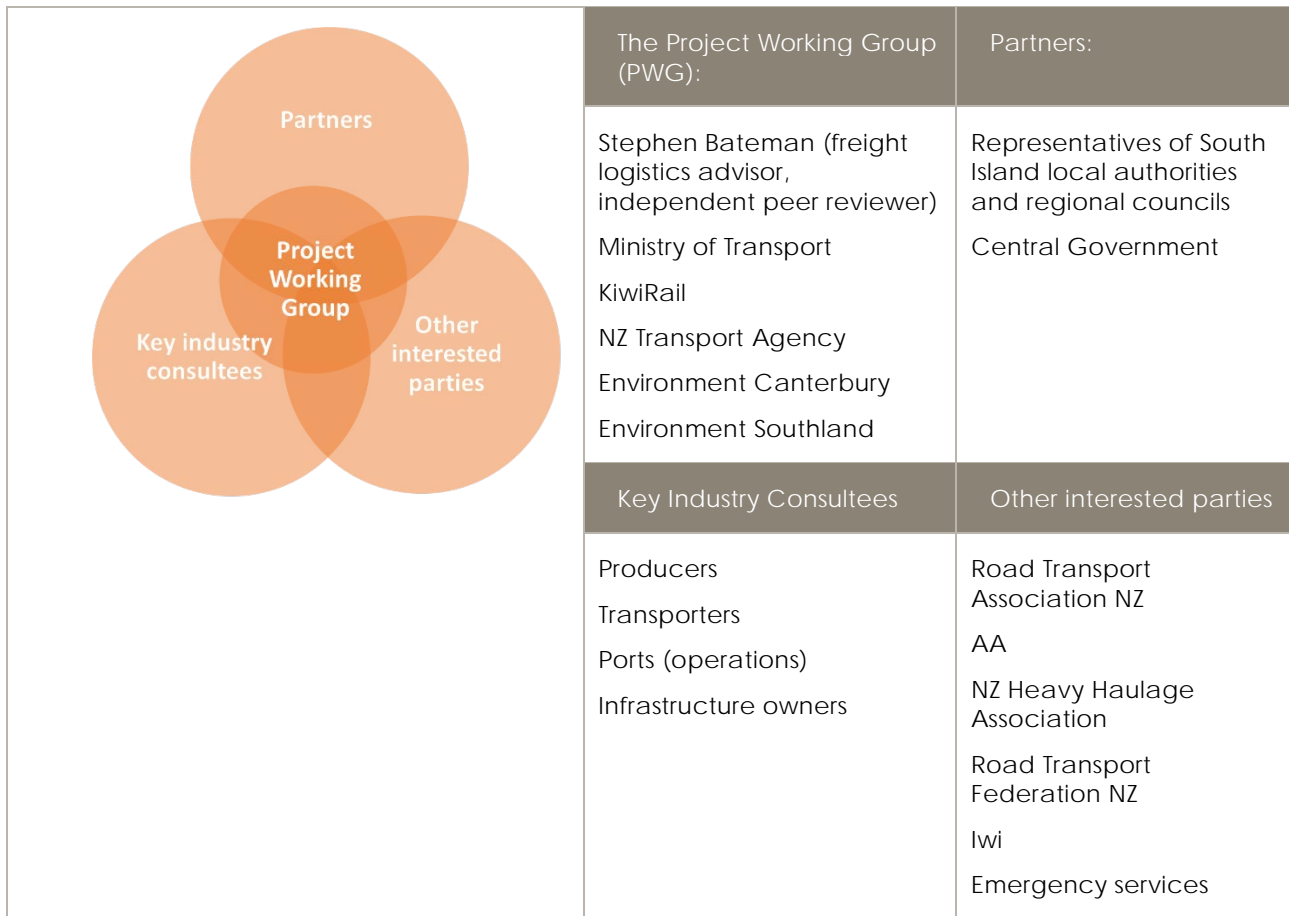 Partners
Project
Working
Group
Key industry
consultees
Other
interested
parties
The Project Working Group
(PWG):
Partners:
Stephen Bateman (freight
logistics advisor,
independent peer reviewer)
Ministry of Transport
KiwiRail
NZ Transport Agency
Environment Canterbury
Environment Southland
Representatives of South
Island local authorities
and regional councils
Central Government
Key Industry Consultees
Other interested parties
Producers
Transporters
Ports (operations)
Infrastructure owners
Road Transport
Association NZ
AA
NZ Heavy Haulage
Association
Road Transport
Federation NZ
Iwi
Emergency services